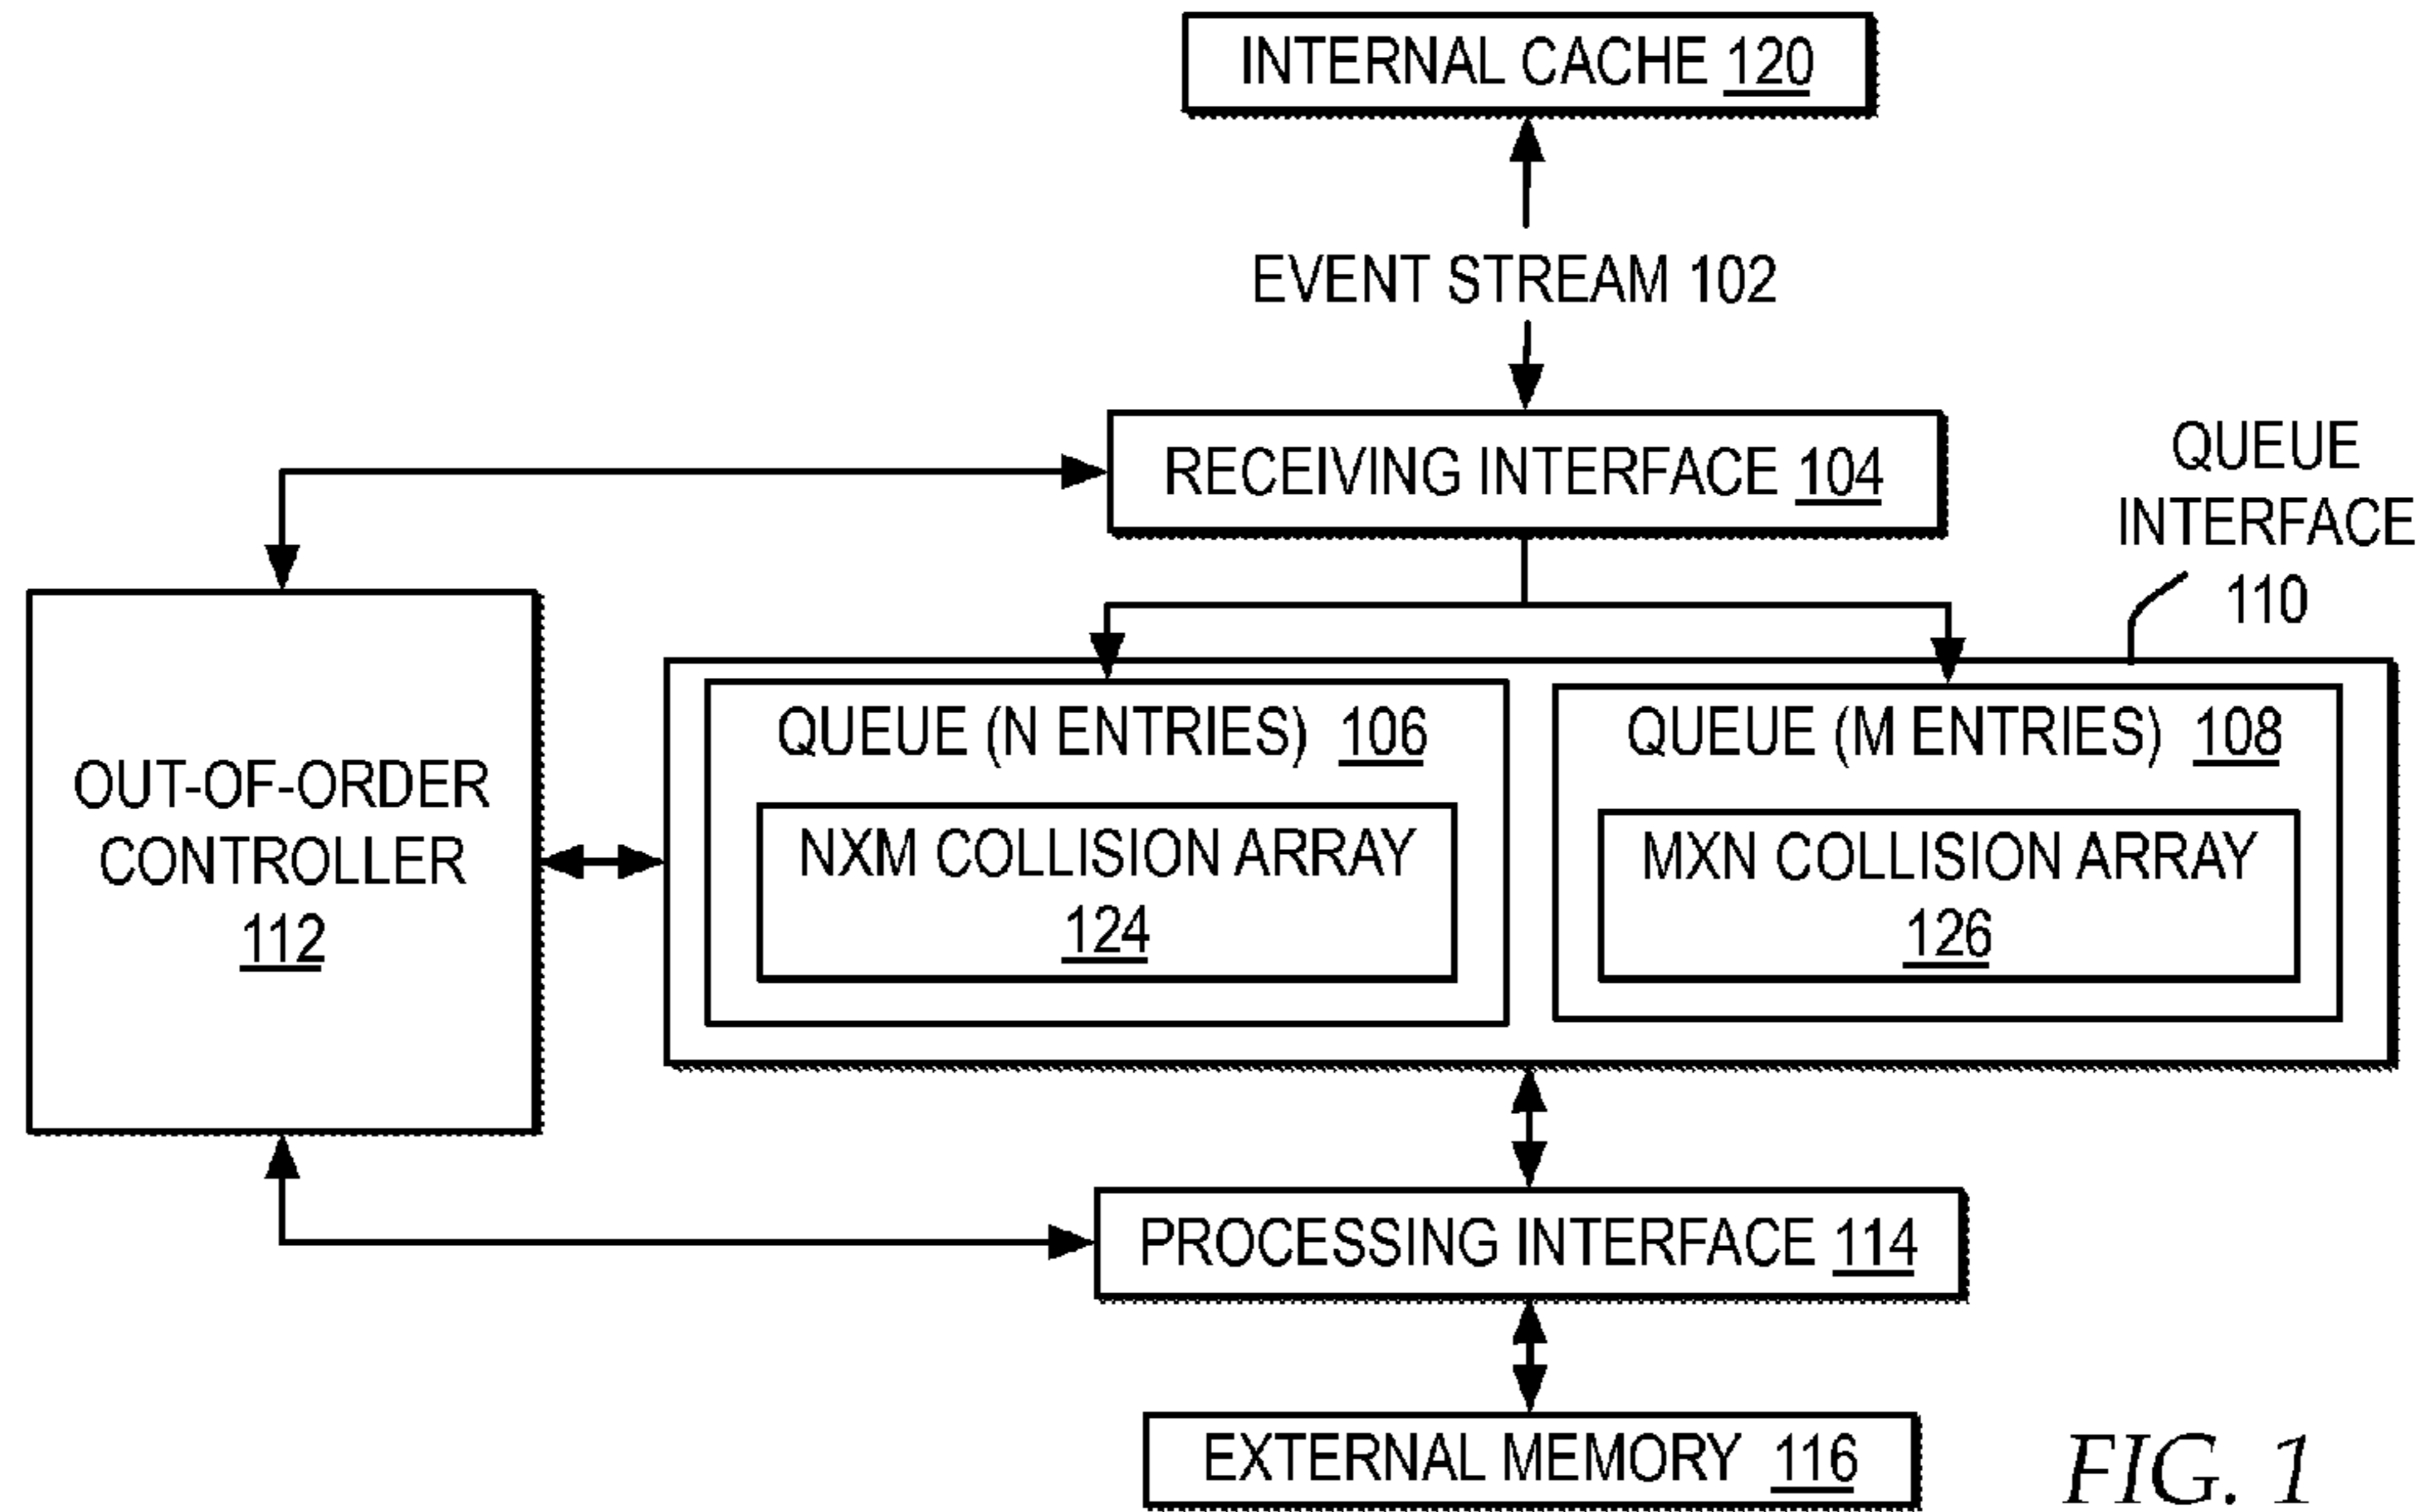 INTERNAL CACHE 120
EVENT STREAM 102
RECEIVING INTERFACE 104
QUEUE
INTERFACE
110
OUT-OF-ORDER
CONTROLLER
112
QUEUE (N ENTRIES) 106
NXM COLLISION ARRAY
124
QUEUE (M ENTRIES) 108
MXN COLLISION ARRAY
126
PROCESSING INTERFACE 114
EXTERNAL MEMORY 116
FIG. 1